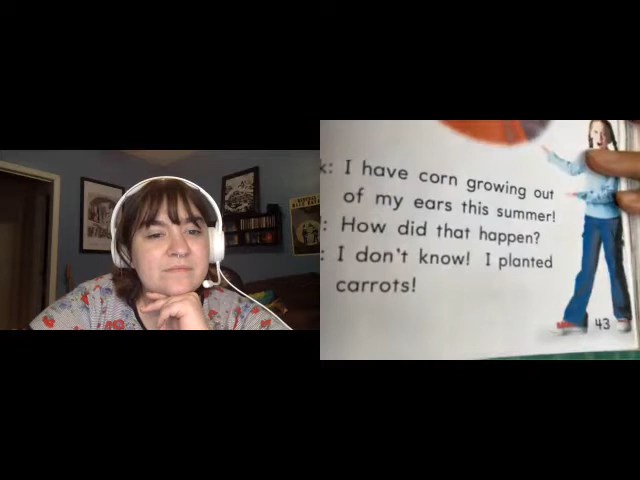 k: I have corn growing out
of my ears this summer!
: How did that happen?
: I don't know! I planted
carrots!
43